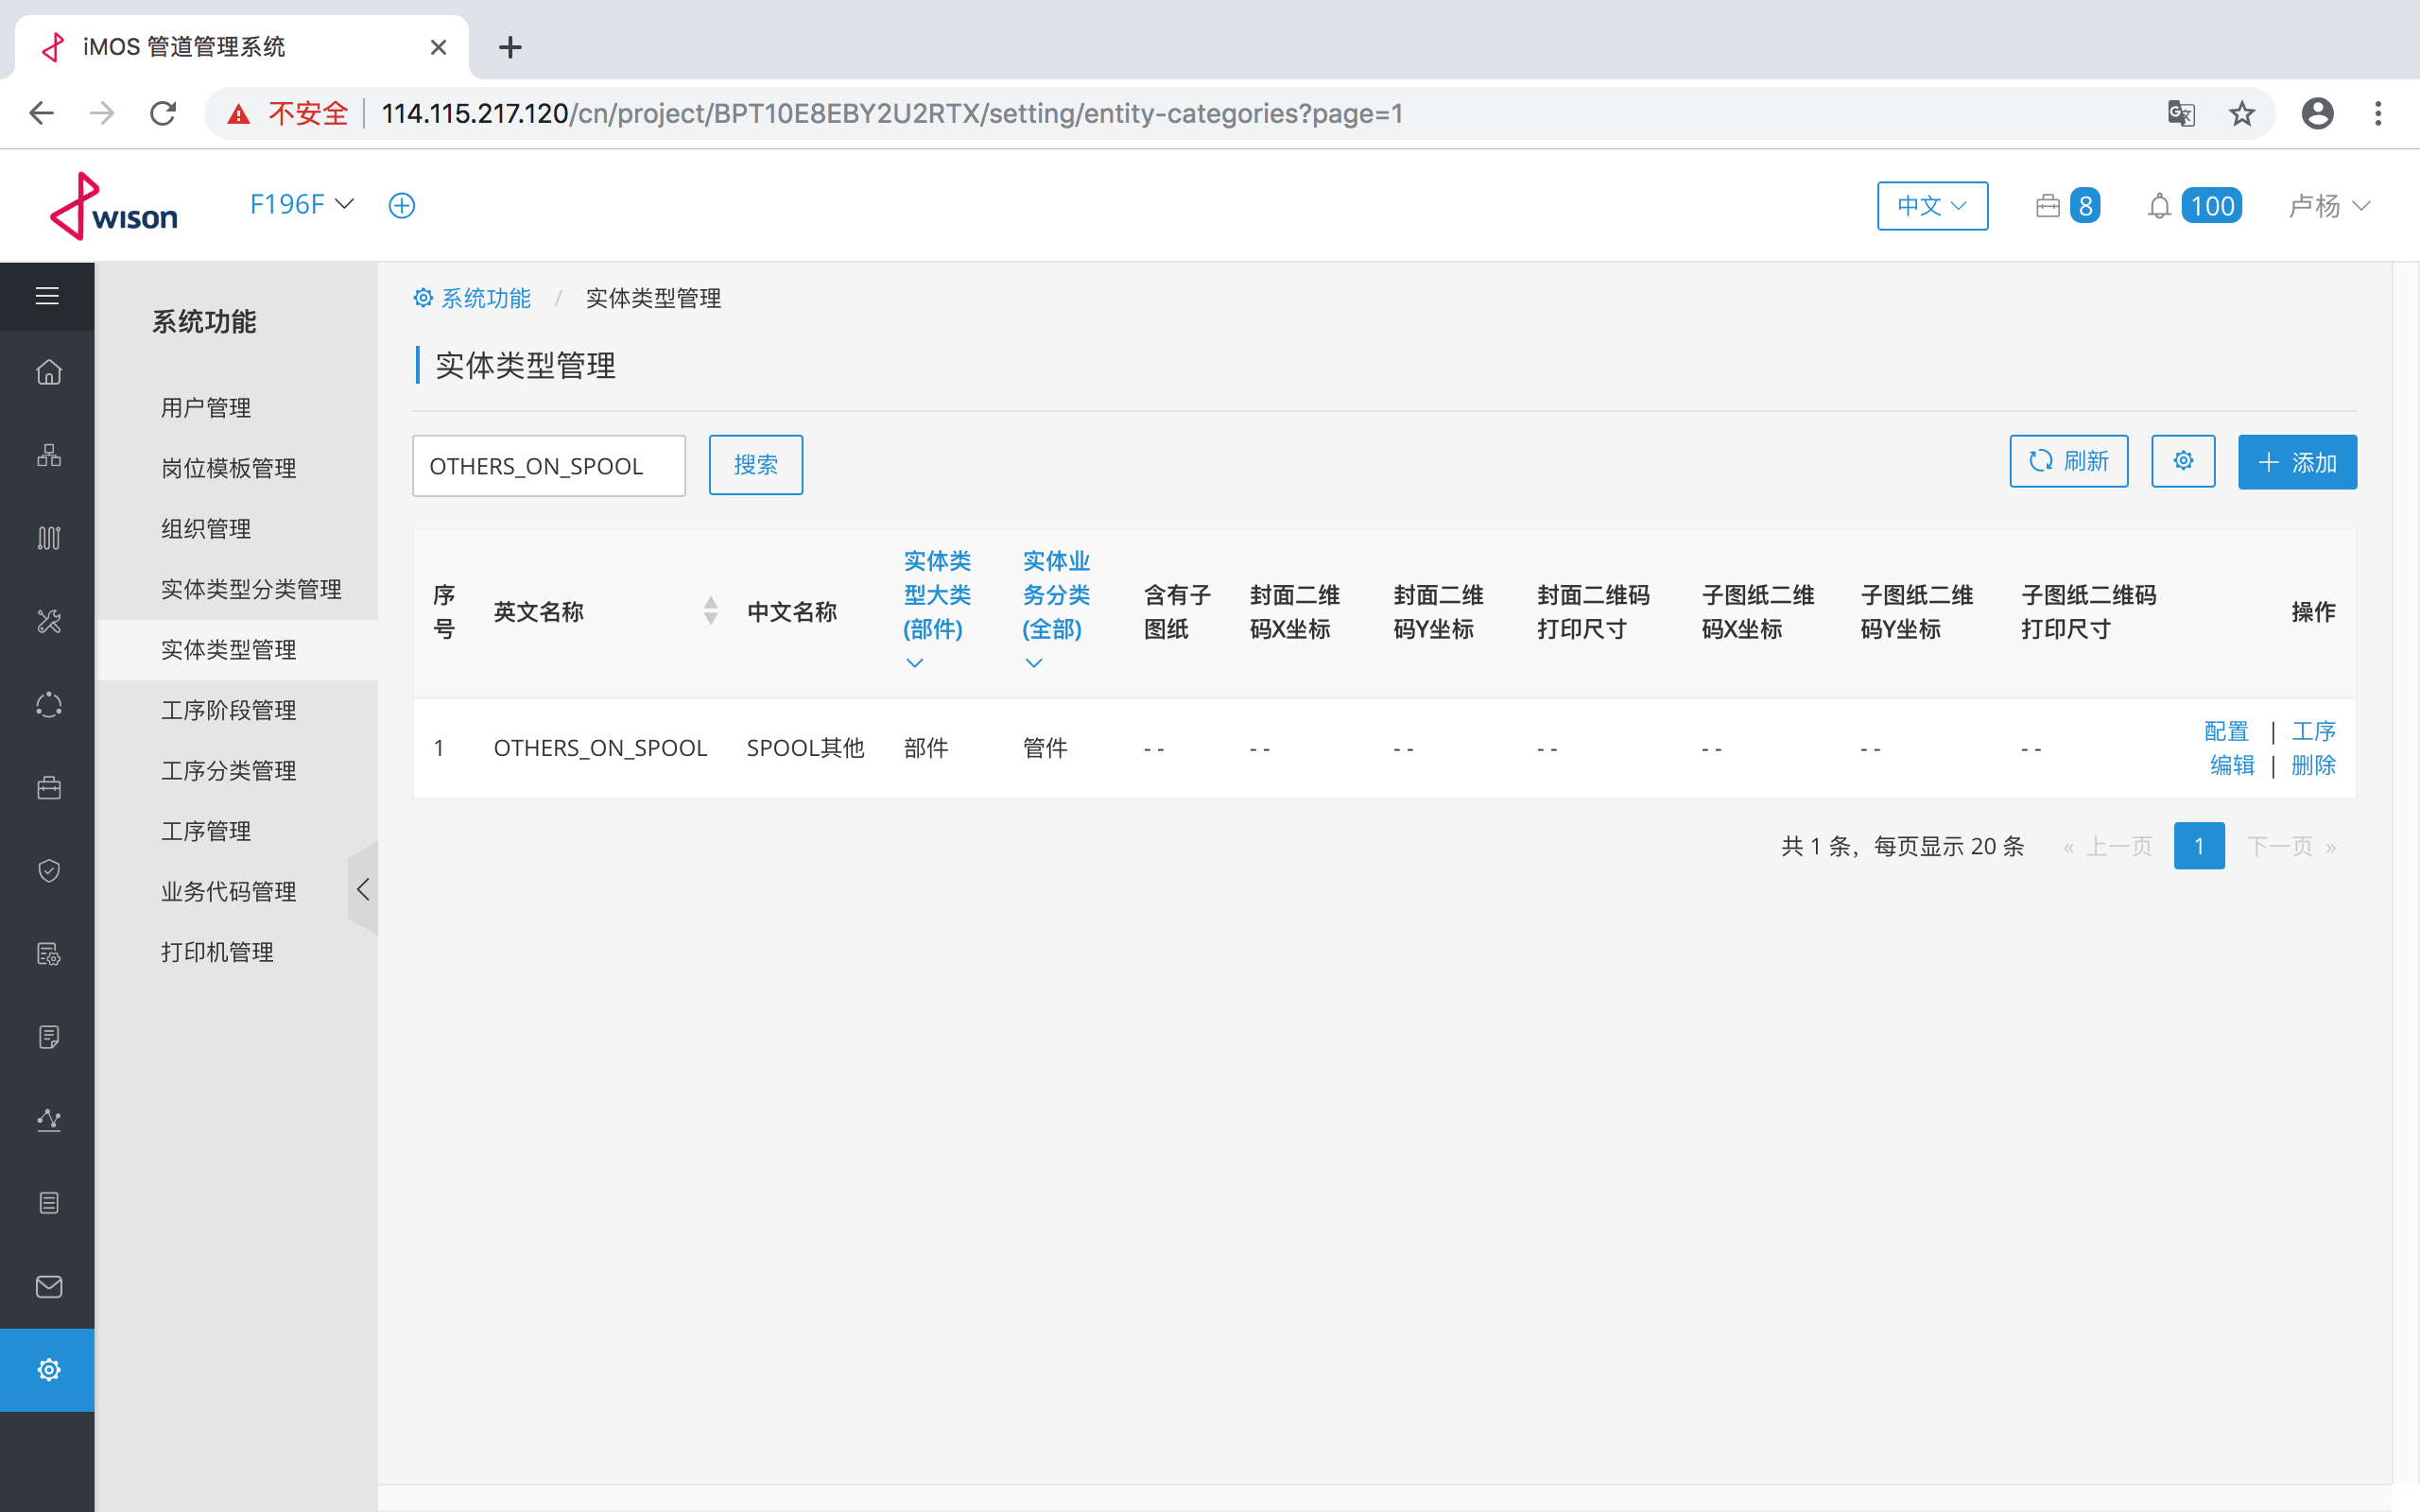 iMOS 管道管理系统
不安全 114.115.217.120/cn/project/BPT10E8EBY2U2RTX/setting/entity-categories?page=1
wison F196F 中文 8 100 卢杨
系统功能
用户管理
岗位模板管理
组织管理
实体类型分类管理
实体类型管理
工序阶段管理
工序分类管理
工序管理
业务代码管理
打印机管理
系统功能 / 实体类型管理
实体类型管理
OTHERS_ON_SPOOL 搜索 刷新 添加
序号 英文名称 中文名称 实体类型大类(部件) 实体业务分类(全部) 含有子图纸 封面二维码X坐标 封面二维码Y坐标 封面二维码打印尺寸 子图纸二维码X坐标 子图纸二维码Y坐标 子图纸二维码打印尺寸 操作
1 OTHERS_ON_SPOOL SPOOL其他 部件 管件 - - - - - - - - - - - - - - 配置 | 工序
编辑 | 删除
共 1 条，每页显示 20 条 « 上一页 1 下一页 »